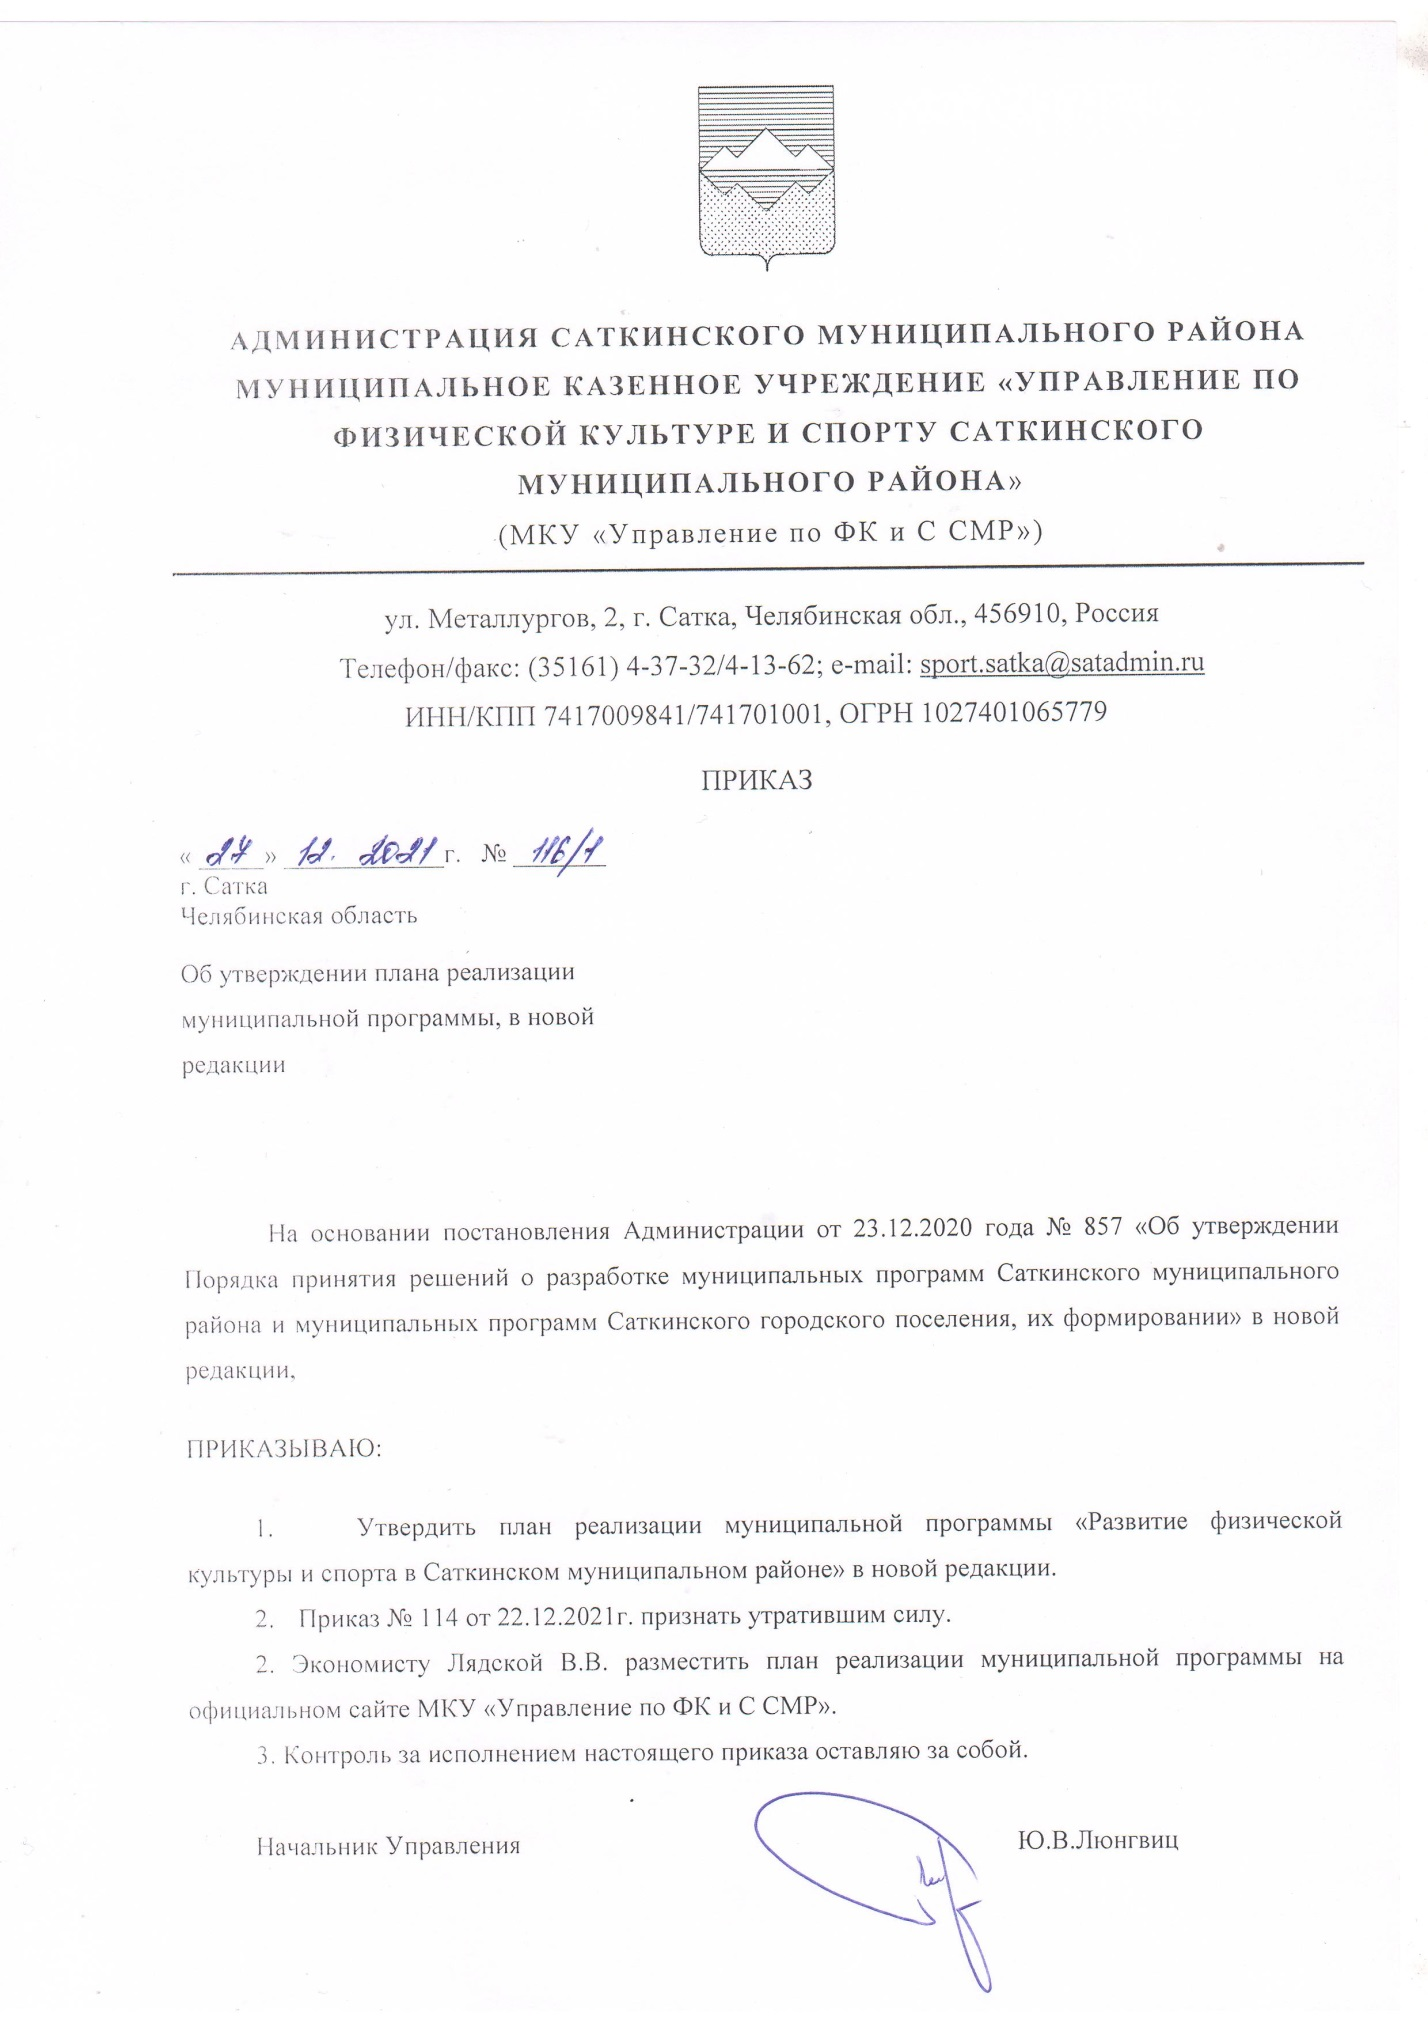 АДМИНИСТРАЦИЯ САТКИНСКОГО МУНИЦИПАЛЬНОГО РАЙОНА
МУНИЦИПАЛЬНОЕ КАЗЕННОЕ УЧРЕЖДЕНИЕ «УПРАВЛЕНИЕ ПО
ФИЗИЧЕСКОЙ КУЛЬТУРЕ И СПОРТУ САТКИНСКОГО
МУНИЦИПАЛЬНОГО РАЙОНА»
(МКУ «Управление по ФК и С СМР»)
ул. Металлургов, 2, г. Сатка, Челябинская обл., 456910, Россия
Телефон/факс: (35161) 4-37-32/4-13-62; e-mail: sport.satka@satadmin.ru
ИНН/КПП 7417009841/741701001, ОГРН 1027401065779
ПРИКАЗ
« 27 » 12. 2021 г. № 116/1
г. Сатка
Челябинская область
Об утверждении плана реализации
муниципальной программы, в новой
редакции
На основании постановления Администрации от 23.12.2020 года № 857 «Об утверждении
Порядка принятия решений о разработке муниципальных программ Саткинского муниципального
района и муниципальных программ Саткинского городского поселения, их формировании» в новой
редакции,
ПРИКАЗЫВАЮ:
1. Утвердить план реализации муниципальной программы «Развитие физической
культуры и спорта в Саткинском муниципальном районе» в новой редакции.
2. Приказ № 114 от 22.12.2021г. признать утратившим силу.
2. Экономисту Лядской В.В. разместить план реализации муниципальной программы на
официальном сайте МКУ «Управление по ФК и С СМР».
3. Контроль за исполнением настоящего приказа оставляю за собой.
Начальник Управления Ю.В.Люнгвиц